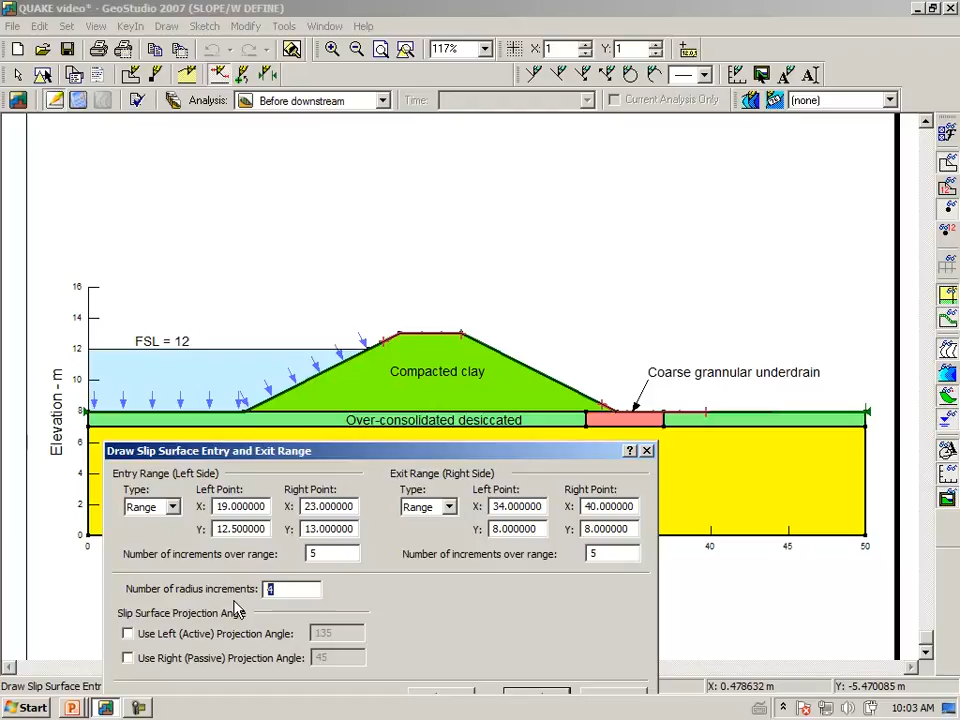 QUAKE video* - GeoStudio 2007 (SLOPE/W DEFINE)
File Edit Set View KeyIn Draw Sketch Modify Tools Window Help
117% X: 1 Y: 1
Analysis: Before downstream Time: Current Analysis Only (none)
16
14
FSL = 12
12
Compacted clay
Coarse grannular underdrain
10
Elevation - m
8
Over-consolidated desiccated
6
4
2
0
0 40 45 50
Draw Slip Surface Entry and Exit Range
Entry Range (Left Side) Exit Range (Right Side)
Type: Left Point: Right Point: Type: Left Point: Right Point:
Range X: 19.000000 X: 23.000000 Range X: 34.000000 X: 40.000000
Y: 12.500000 Y: 13.000000 Y: 8.000000 Y: 8.000000
Number of increments over range: 5 Number of increments over range: 5
Number of radius increments: 4
Slip Surface Projection Angle
Use Left (Active) Projection Angle: 135
Use Right (Passive) Projection Angle: 45
Draw Slip Surface Entr X: 0.478632 m Y: -5.470085 m
Start 10:03 AM